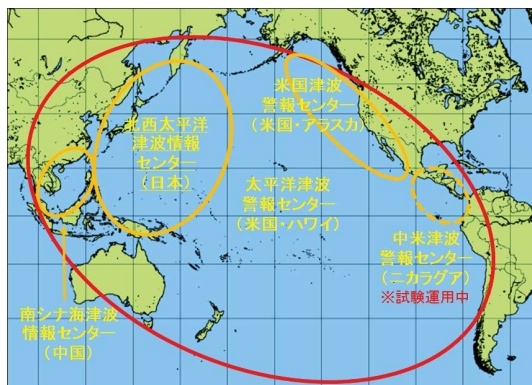 米国津波
警報センター
(米国・アラスカ)
北西太平洋
津波情報
センター
(日本)
太平洋津波
警報センター
(米国・ハワイ)
中米津波
警報センター
(ニカラグア)
※試験運用中
南シナ海津波
情報センター
(中国)